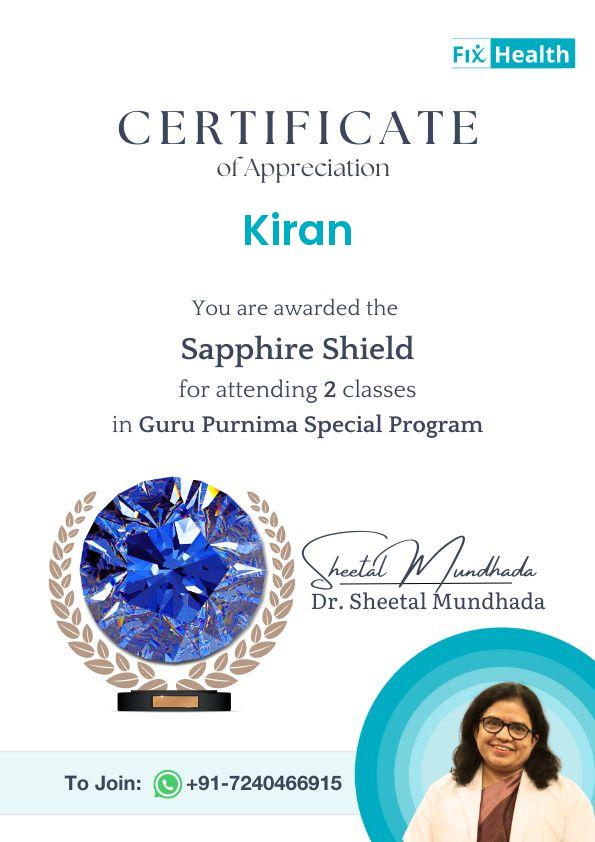 Fix Health
CERTIFICATE
of Appreciation
Kiran
You are awarded the
Sapphire Shield
for attending 2 classes
in Guru Purnima Special Program
Sheetal Mundhada
Dr. Sheetal Mundhada
To Join: +91-7240466915